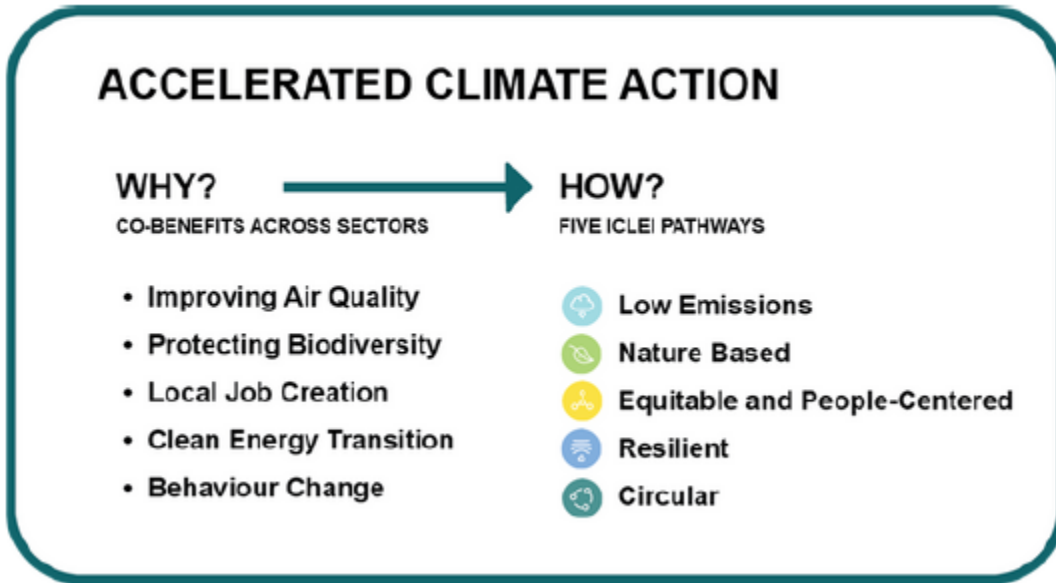 ACCELERATED CLIMATE ACTION
WHY?
CO-BENEFITS ACROSS SECTORS
• Improving Air Quality
• Protecting Biodiversity
• Local Job Creation
• Clean Energy Transition
• Behaviour Change
HOW?
FIVE ICLEI PATHWAYS
Low Emissions
Nature Based
Equitable and People-Centered
Resilient
Circular